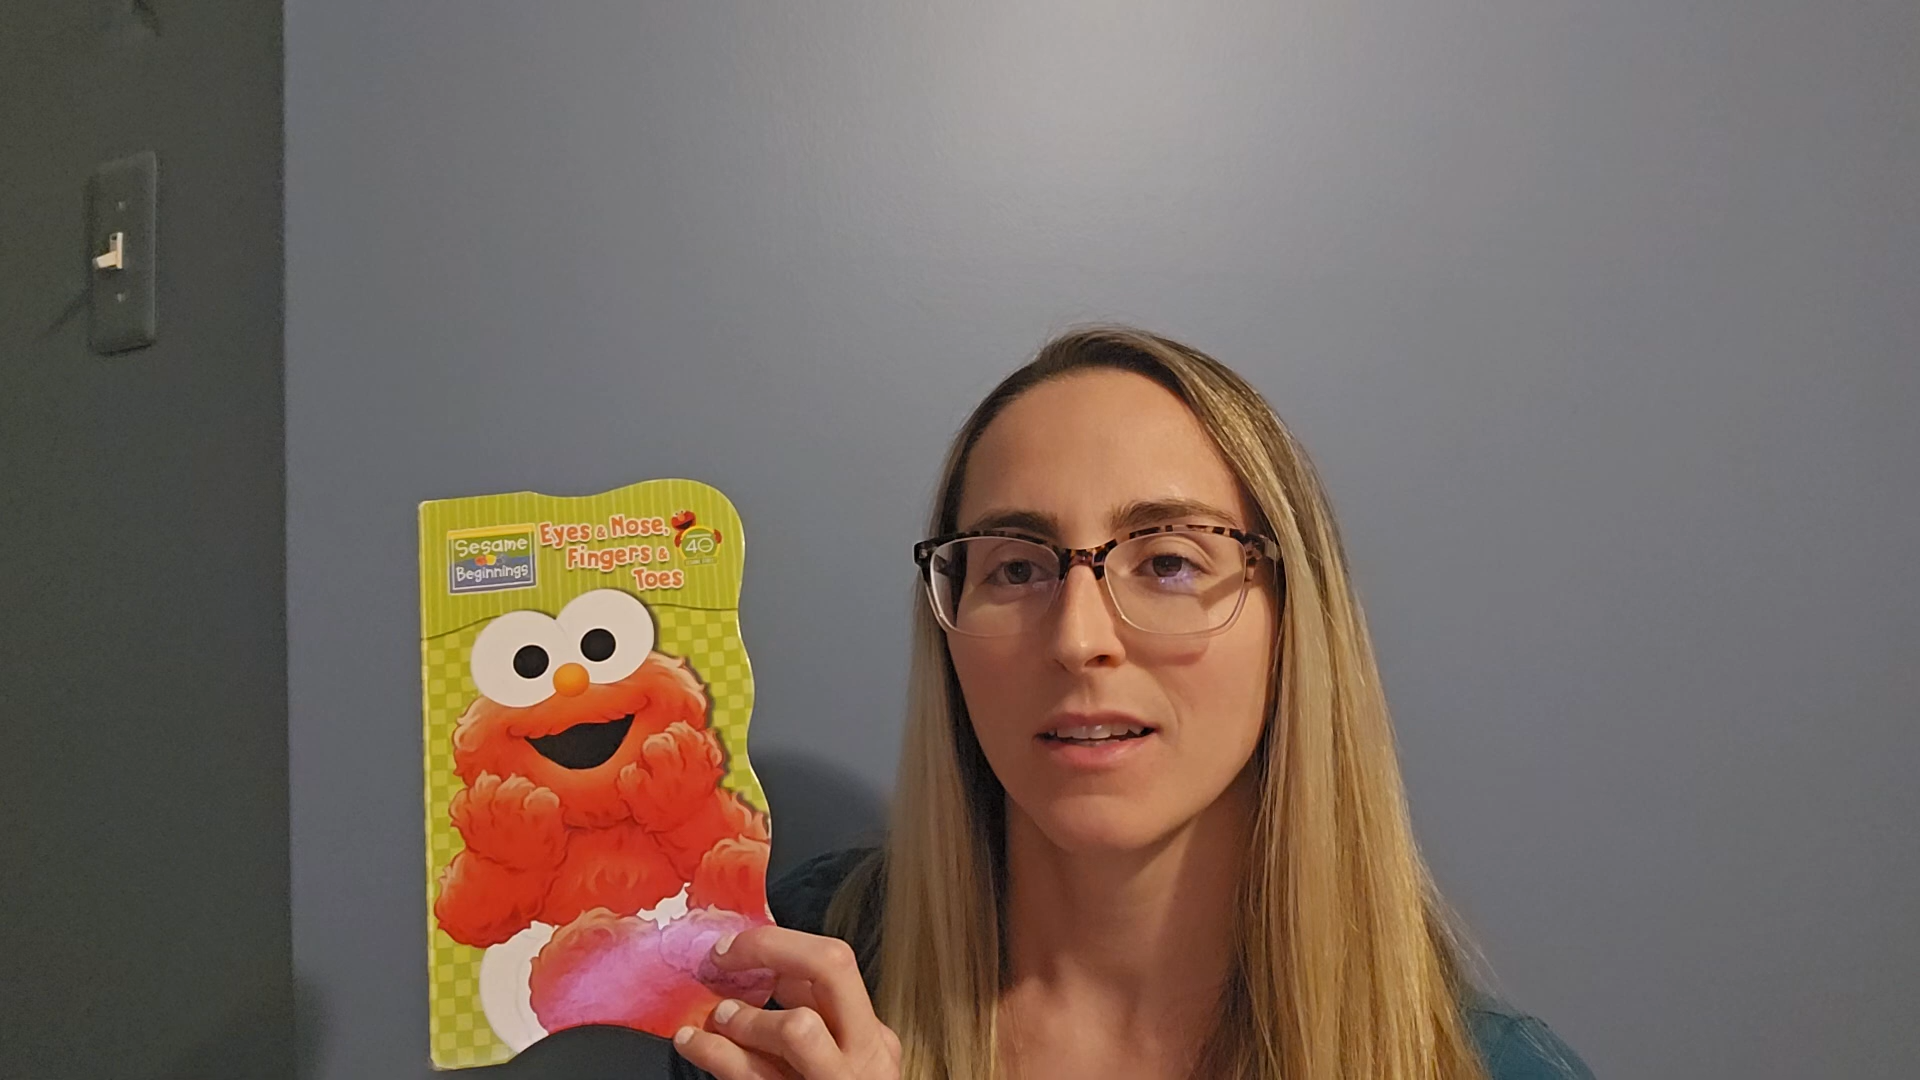 Sesame
Beginnings
Eyes & Nose,
Fingers &
Toes
40